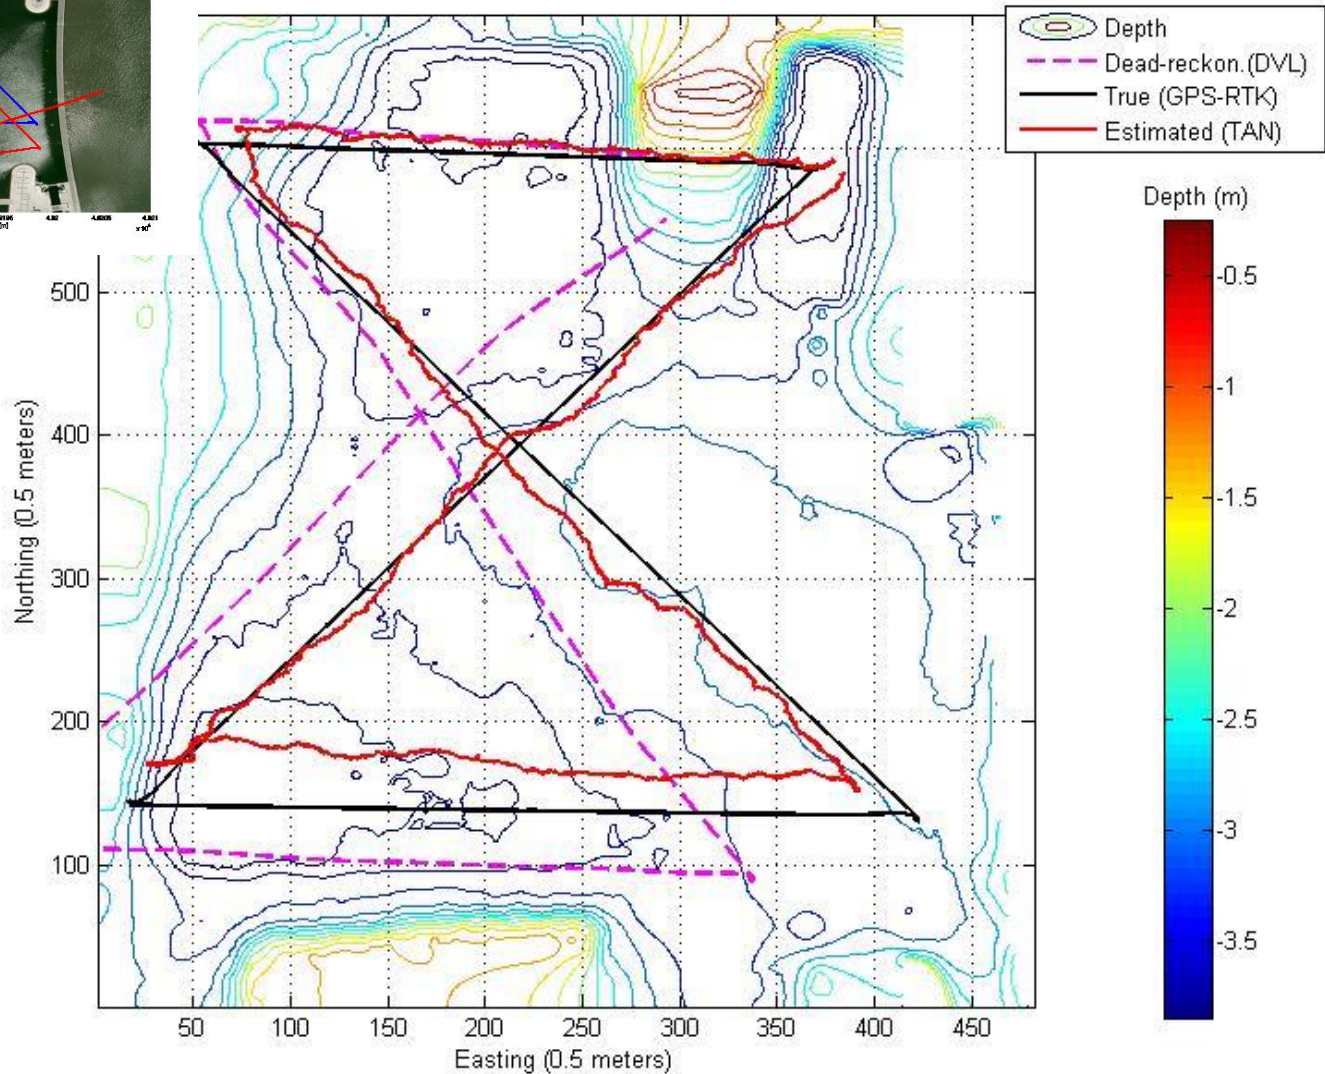 Depth
Dead-reckon.(DVL)
True (GPS-RTK)
Estimated (TAN)
Depth (m)
-0.5
-1
-1.5
-2
-2.5
-3
-3.5
Northing (0.5 meters)
500
400
300
200
100
50 100 150 200 250 300 350 400 450
Easting (0.5 meters)